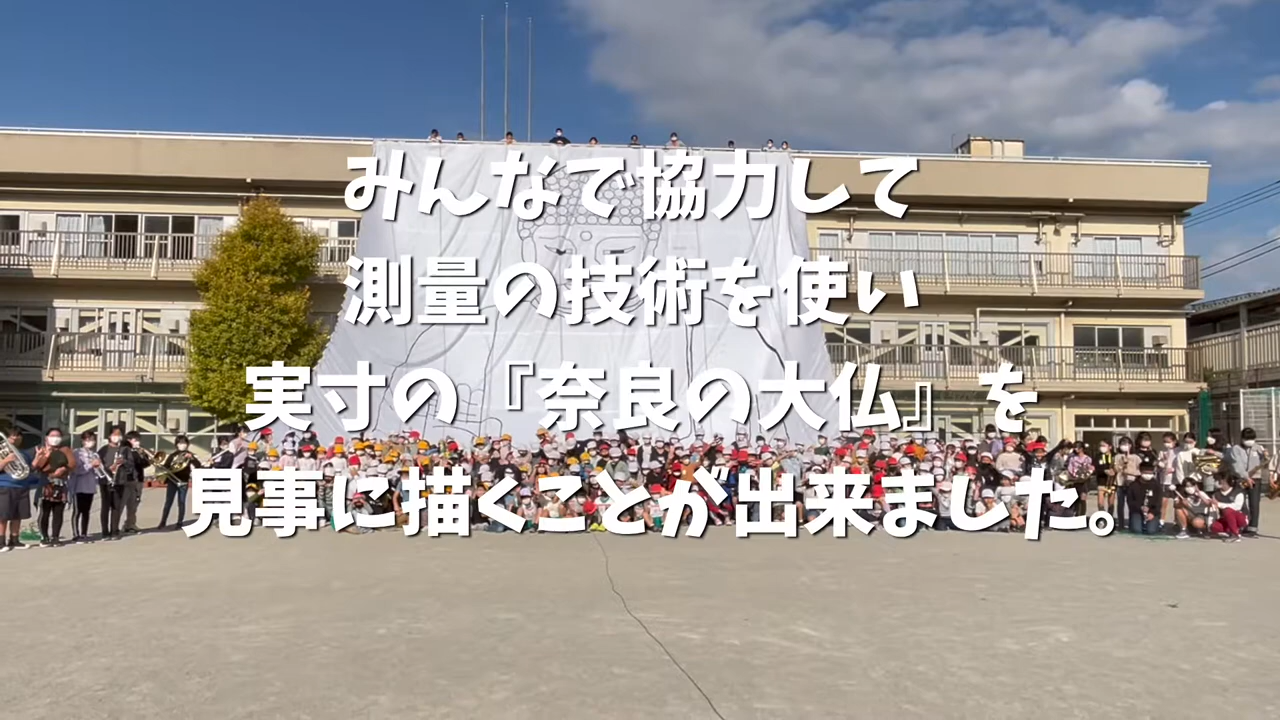 みんなで協力して
測量の技術を使い
実寸の『奈良の大仏』を
見事に描くことが出来ました。